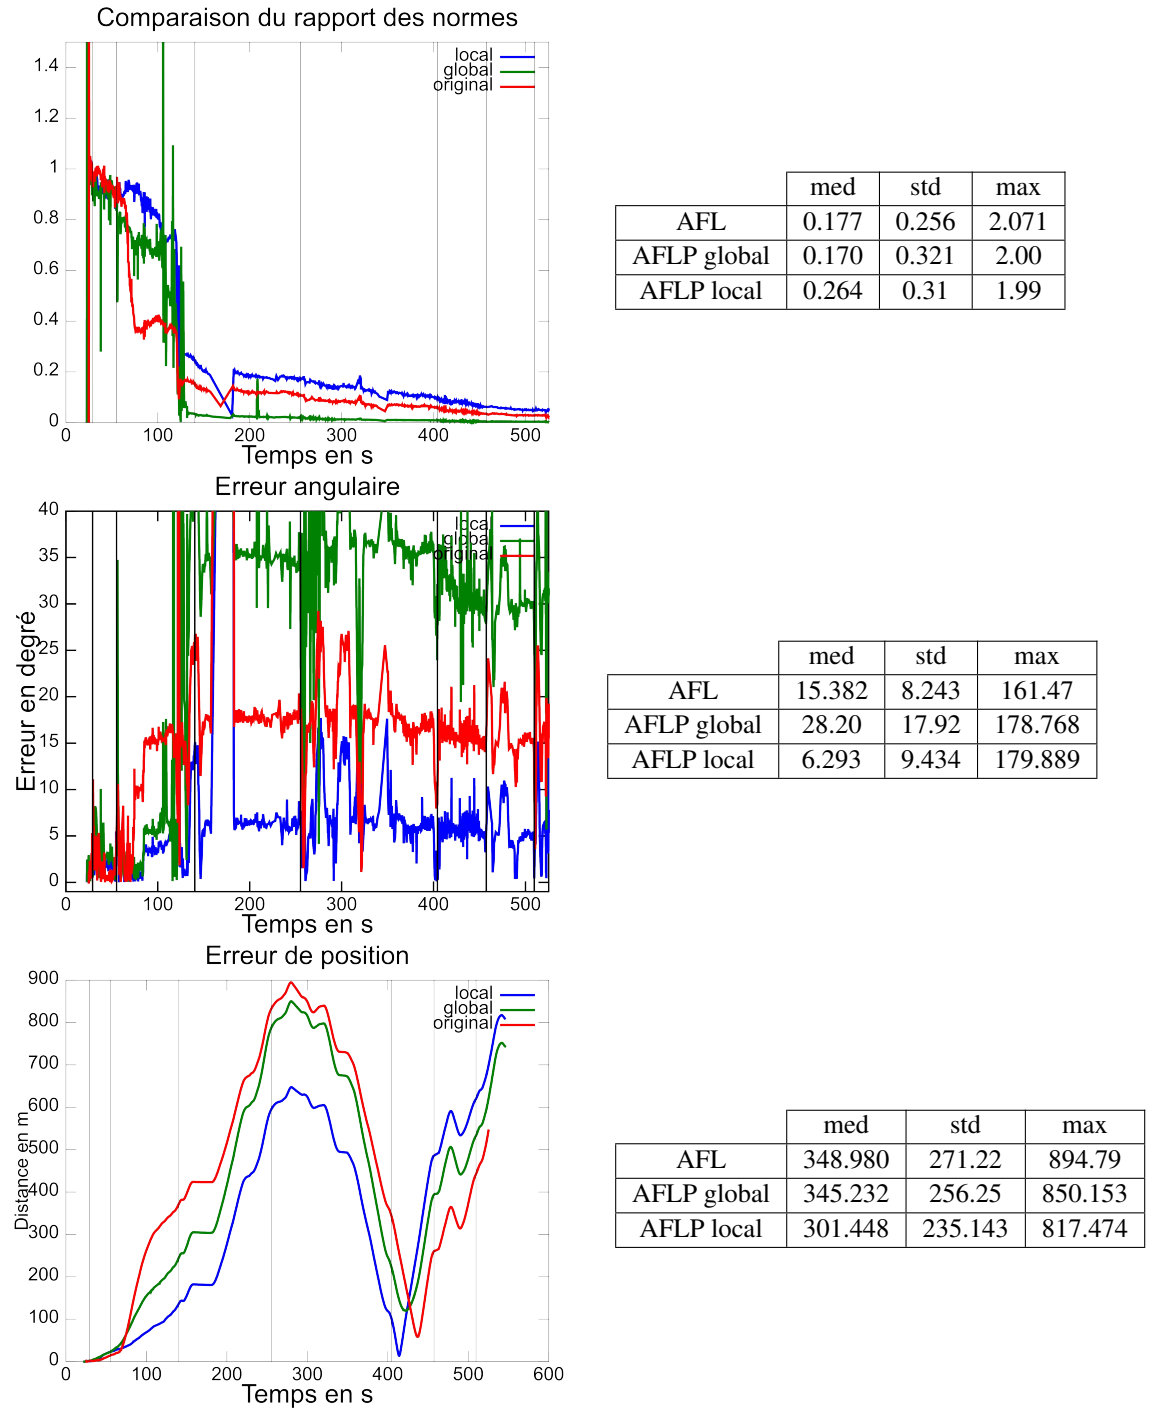 Comparaison du rapport des normes
local
global
original
1.4
1.2
1
0.8
0.6
0.4
0.2
0
0 100 200 300 400 500
Temps en s
med std max
AFL 0.177 0.256 2.071
AFLP global 0.170 0.321 2.00
AFLP local 0.264 0.31 1.99
Erreur angulaire
local
global
original
40
35
30
25
20
15
10
5
0
Erreur en degré
0 100 200 300 400 500
Temps en s
med std max
AFL 15.382 8.243 161.47
AFLP global 28.20 17.92 178.768
AFLP local 6.293 9.434 179.889
Erreur de position
local
global
original
900
800
700
600
500
400
300
200
100
0
Distance en m
0 100 200 300 400 500 600
Temps en s
med std max
AFL 348.980 271.22 894.79
AFLP global 345.232 256.25 850.153
AFLP local 301.448 235.143 817.474